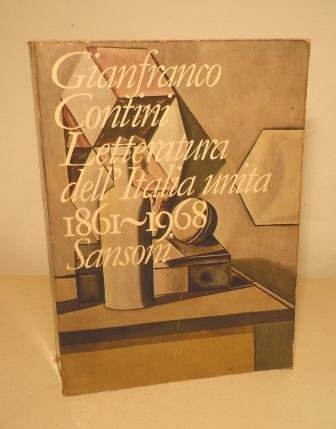 Gianfranco
Contini
Letteratura
dell'Italia unita
1861~1968
Sansoni